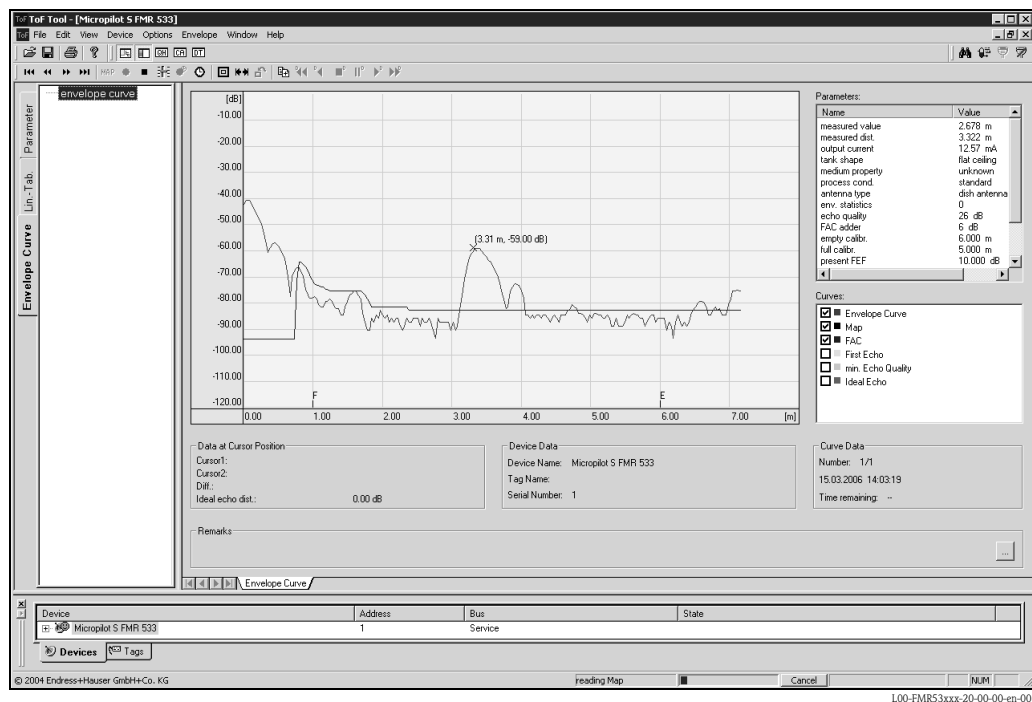 ToF Tool - [Micropilot S FMR 533]
File Edit View Device Options Envelope Window Help
MAP
Parameter
Lin.-Tab.
Envelope Curve
envelope curve
[dB]
-10.00
-20.00
-30.00
-40.00
-50.00
-60.00
-70.00
-80.00
-90.00
-100.00
-110.00
-120.00
(3.31 m, -59.00 dB)
F
E
0.00 1.00 2.00 3.00 4.00 5.00 6.00 7.00 [m]
Parameters:
Name Value
measured value 2.678 m
measured dist. 3.322 m
output current 12.57 mA
tank shape flat ceiling
medium property unknown
process cond. standard
antenna type dish antenna
env. statistics 0
echo quality 26 dB
FAC adder 6 dB
empty calibr. 6.000 m
full calibr. 5.000 m
present FEF 10.000 dB
Curves:
Envelope Curve
Map
FAC
First Echo
min. Echo Quality
Ideal Echo
Data at Cursor Position
Cursor1:
Cursor2:
Diff.:
Ideal echo dist.: 0.00 dB
Device Data
Device Name: Micropilot S FMR 533
Tag Name:
Serial Number: 1
Curve Data
Number: 1/1
15.03.2006 14:03:19
Time remaining: --
Remarks
...
Envelope Curve
Device Address Bus State
Micropilot S FMR 533 1 Service
Devices Tags
© 2004 Endress+Hauser GmbH+Co. KG reading Map Cancel NUM
L00-FMR53xxx-20-00-00-en-00